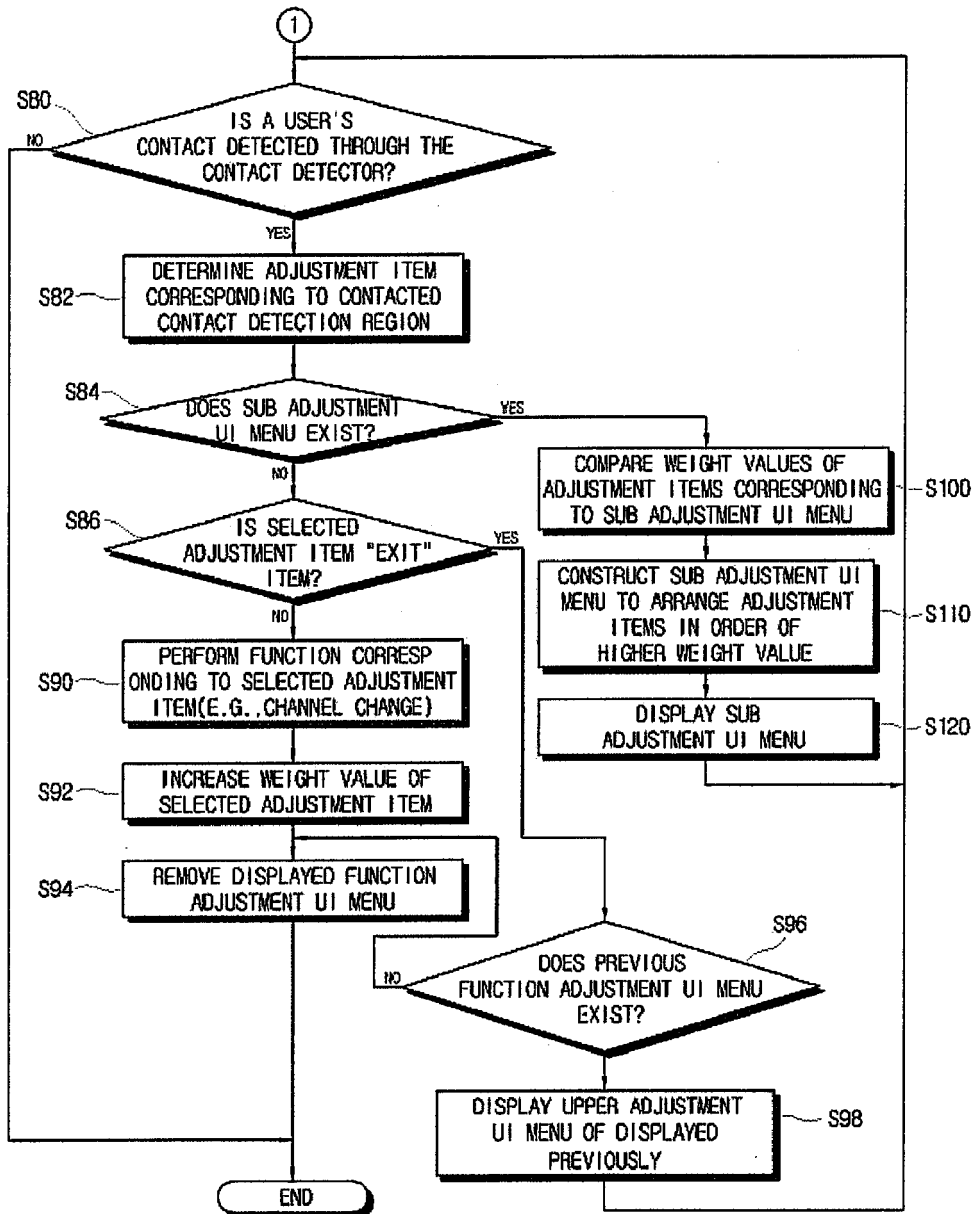 1
S80
IS A USER'S
CONTACT DETECTED THROUGH THE
CONTACT DETECTOR?
NO
YES
S82
DETERMINE ADJUSTMENT ITEM
CORRESPONDING TO CONTACTED
CONTACT DETECTION REGION
S84
DOES SUB ADJUSTMENT
UI MENU EXIST?
YES
NO
S86
IS SELECTED
ADJUSTMENT ITEM "EXIT"
ITEM?
YES
NO
S90
PERFORM FUNCTION CORRESP
ONDING TO SELECTED ADJUSTMENT
ITEM(E.G.,CHANNEL CHANGE)
S92
INCREASE WEIGHT VALUE OF
SELECTED ADJUSTMENT ITEM
S94
REMOVE DISPLAYED FUNCTION
ADJUSTMENT UI MENU
COMPARE WEIGHT VALUES OF
ADJUSTMENT ITEMS CORRESPONDING
TO SUB ADJUSTMENT UI MENU
S100
CONSTRUCT SUB ADJUSTMENT UI
MENU TO ARRANGE ADJUSTMENT
ITEMS IN ORDER OF
HIGHER WEIGHT VALUE
S110
DISPLAY SUB
ADJUSTMENT UI MENU
S120
S96
DOES PREVIOUS
FUNCTION ADJUSTMENT UI MENU
EXIST?
NO
DISPLAY UPPER ADJUSTMENT
UI MENU OF DISPLAYED
PREVIOUSLY
S98
END